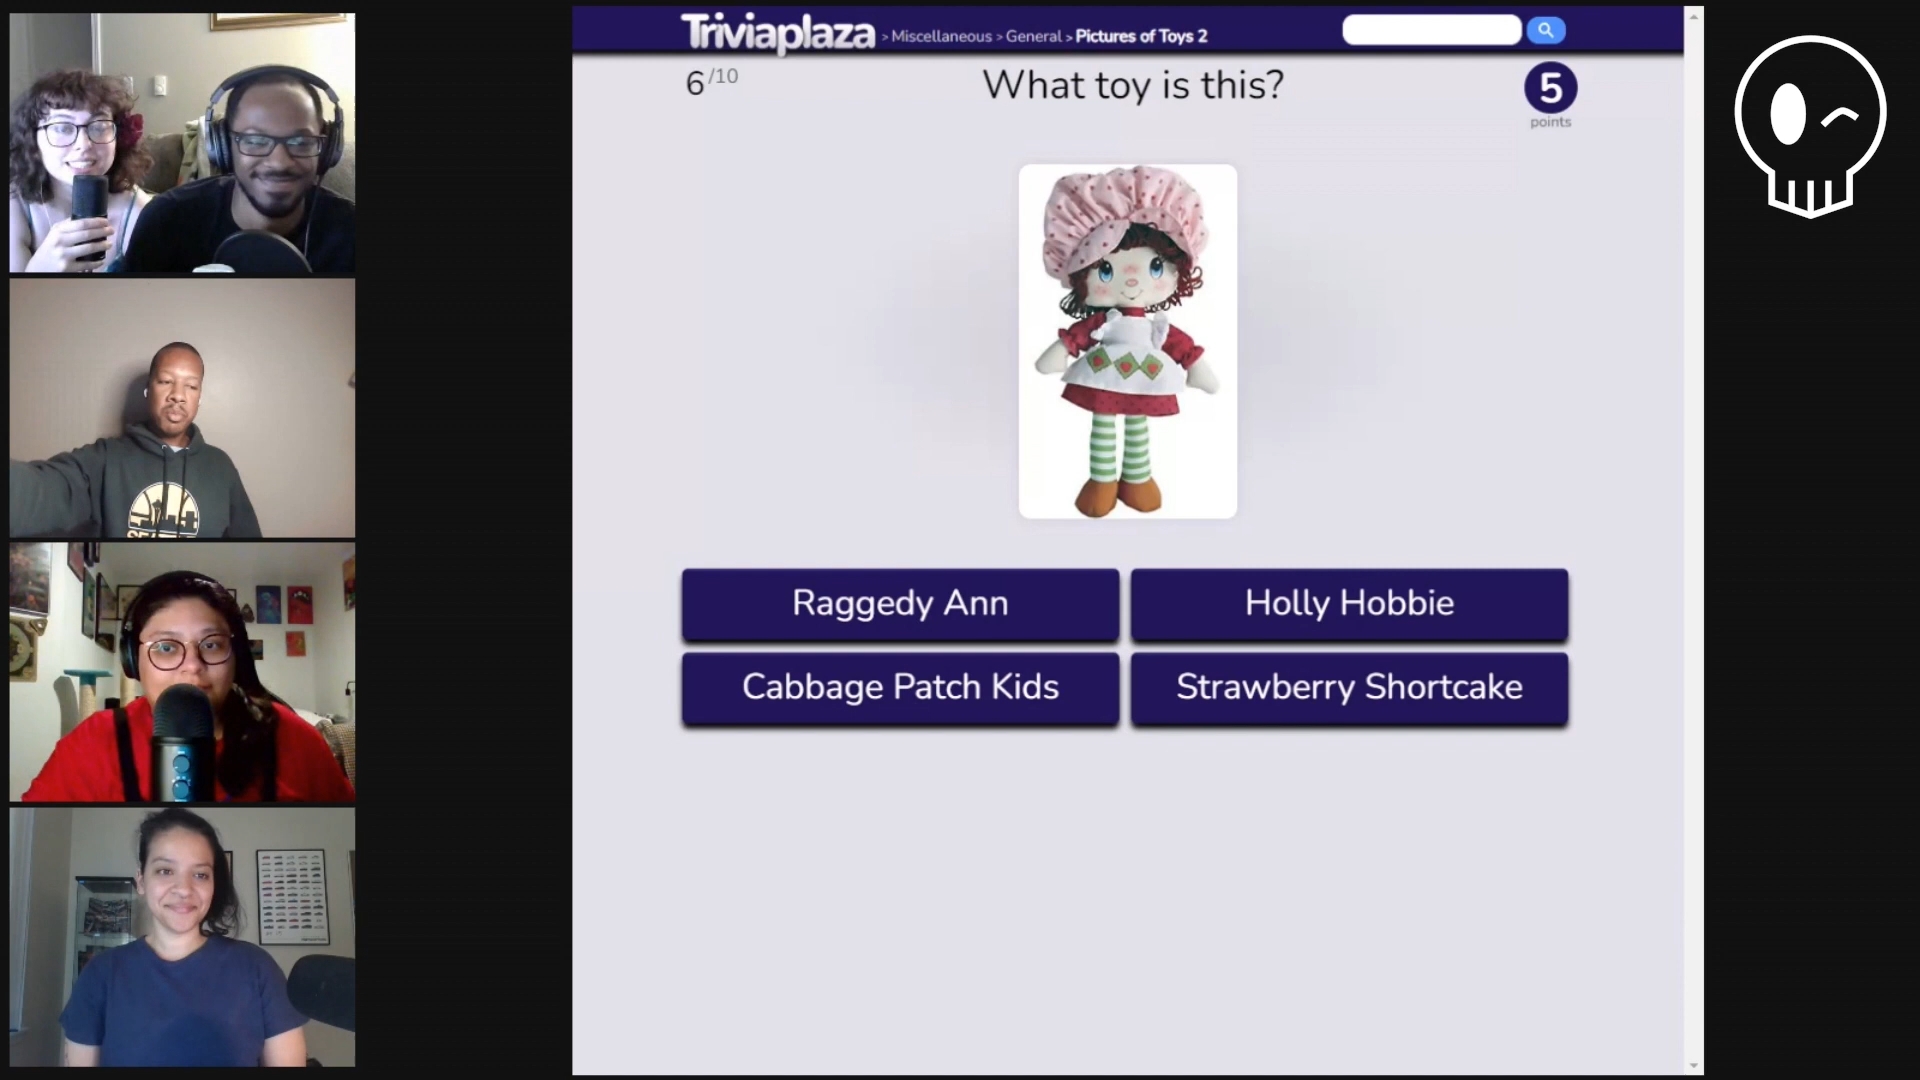 Triviaplaza > Miscellaneous > General > Pictures of Toys 2
6/10
What toy is this?
5
points
Raggedy Ann
Holly Hobbie
Cabbage Patch Kids
Strawberry Shortcake